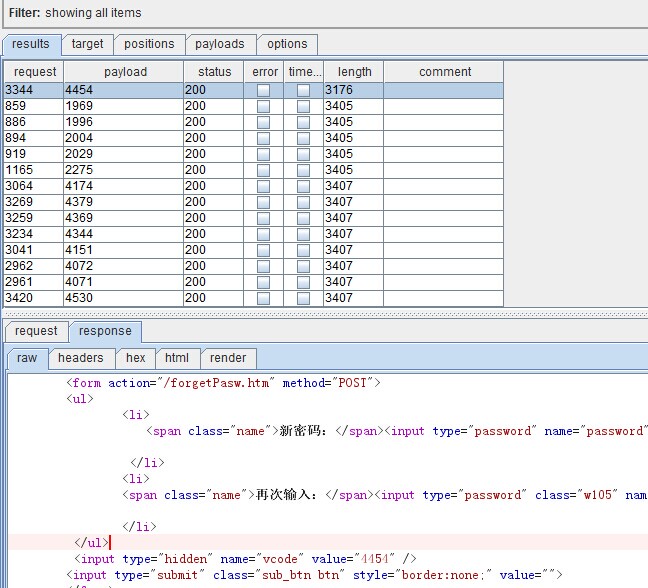 Filter: showing all items
results target positions payloads options
request payload status error time... length comment
3344 4454 200 3176
859 1969 200 3405
886 1996 200 3405
894 2004 200 3405
919 2029 200 3405
1165 2275 200 3405
3064 4174 200 3407
3269 4379 200 3407
3259 4369 200 3407
3234 4344 200 3407
3041 4151 200 3407
2962 4072 200 3407
2961 4071 200 3407
3420 4530 200 3407
request response
raw headers hex html render
<form action="/forgetPasw.htm" method="POST">
<ul>
<li>
<span class="name">新密码：</span><input type="password" name="password"
</li>
<li>
<span class="name">再次输入：</span><input type="password" class="w105" nam
</li>
</ul>
<input type="hidden" name="vcode" value="4454" />
<input type="submit" class="sub_btn btn" style="border:none;" value="">